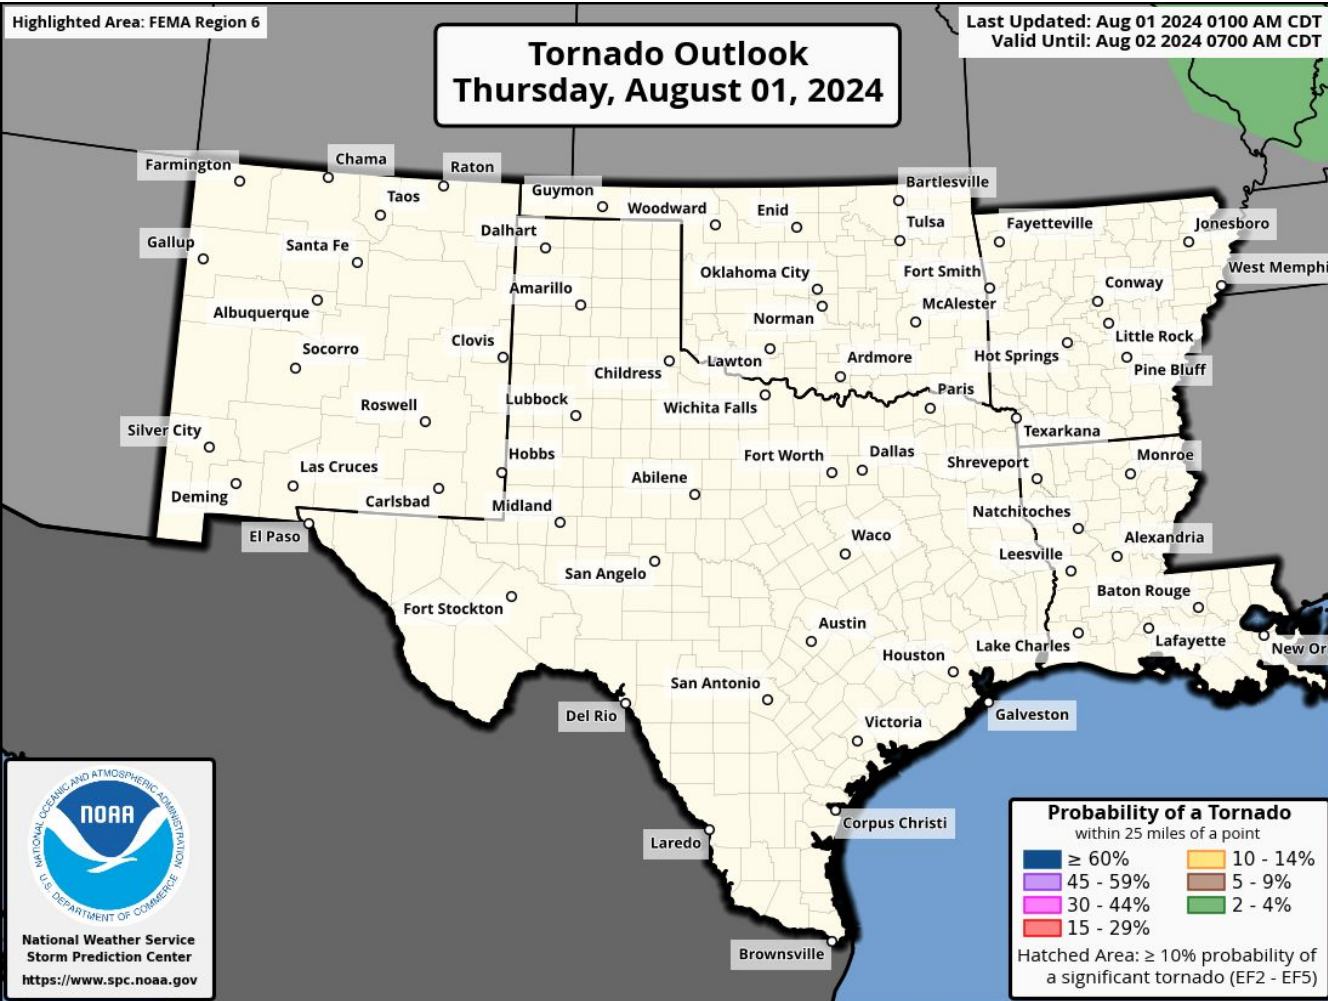 Highlighted Area: FEMA Region 6
Last Updated: Aug 01 2024 0100 AM CDT
Valid Until: Aug 02 2024 0700 AM CDT
Tornado Outlook
Thursday, August 01, 2024
Farmington
Chama
Raton
Taos
Guymon
Woodward
Enid
Bartlesville
Tulsa
Fayetteville
Jonesboro
Gallup
Santa Fe
Dalhart
Oklahoma City
Fort Smith
West Memphi
Albuquerque
Amarillo
Norman
McAlester
Conway
Socorro
Clovis
Childress
Lawton
Ardmore
Hot Springs
Little Rock
Pine Bluff
Roswell
Lubbock
Wichita Falls
Paris
Texarkana
Silver City
Las Cruces
Hobbs
Abilene
Fort Worth
Dallas
Shreveport
Monroe
Deming
Carlsbad
Midland
Natchitoches
El Paso
Waco
Leesville
Alexandria
San Angelo
Baton Rouge
Fort Stockton
Austin
Houston
Lake Charles
Lafayette
New Or
San Antonio
Del Rio
Victoria
Galveston
Laredo
Corpus Christi
Brownsville
NATIONAL OCEANIC AND ATMOSPHERIC ADMINISTRATION
NOAA
U.S. DEPARTMENT OF COMMERCE
National Weather Service
Storm Prediction Center
https://www.spc.noaa.gov
Probability of a Tornado
within 25 miles of a point
≥ 60%
45 - 59%
30 - 44%
15 - 29%
10 - 14%
5 - 9%
2 - 4%
Hatched Area: ≥ 10% probability of
a significant tornado (EF2 - EF5)